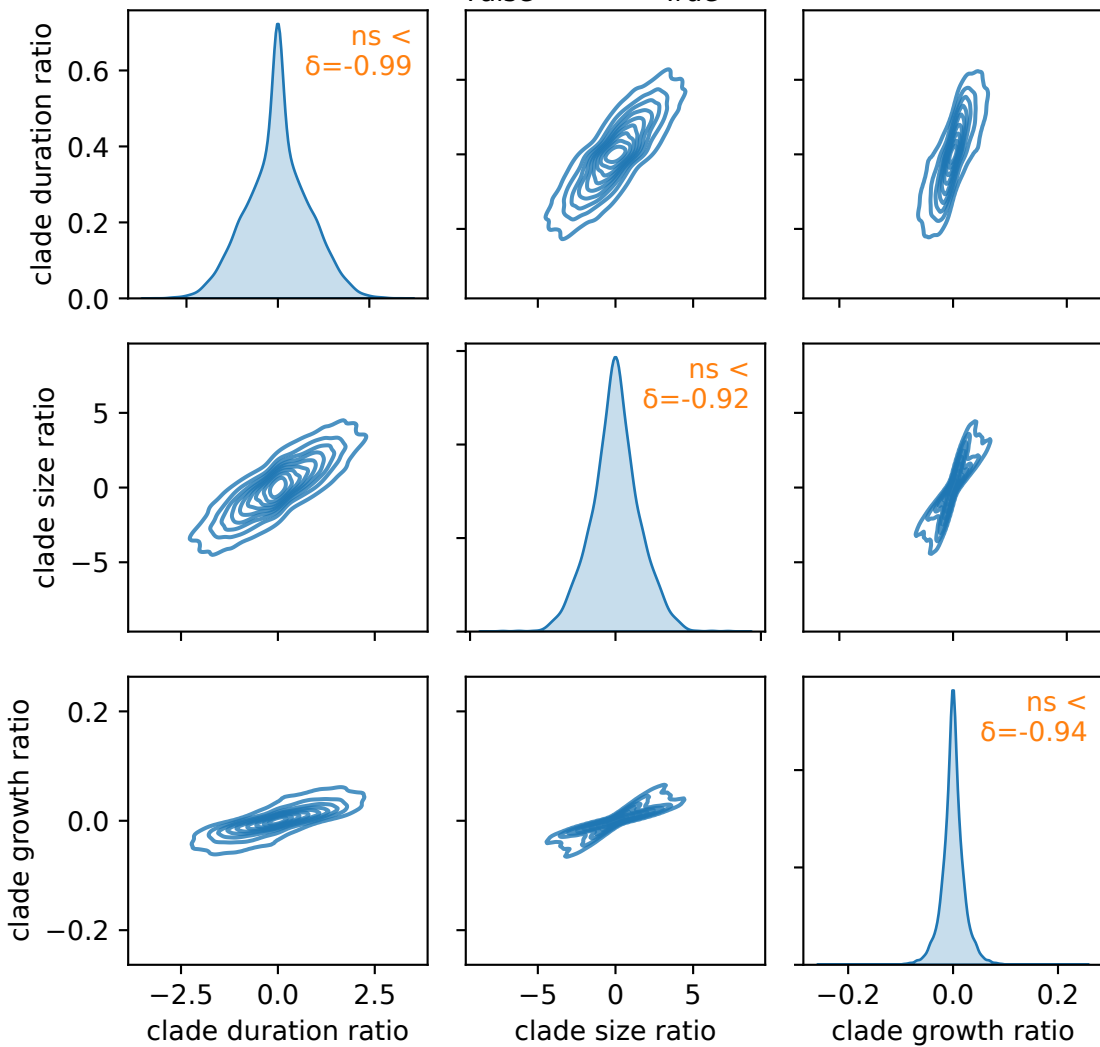 clade duration ratio
0.6
0.4
0.2
0.0
ns <
δ=-0.99
clade size ratio
5
0
−5
ns <
δ=-0.92
clade growth ratio
0.2
0.0
−0.2
ns <
δ=-0.94
−2.5 0.0 2.5
clade duration ratio
−5 0 5
clade size ratio
−0.2 0.0 0.2
clade growth ratio